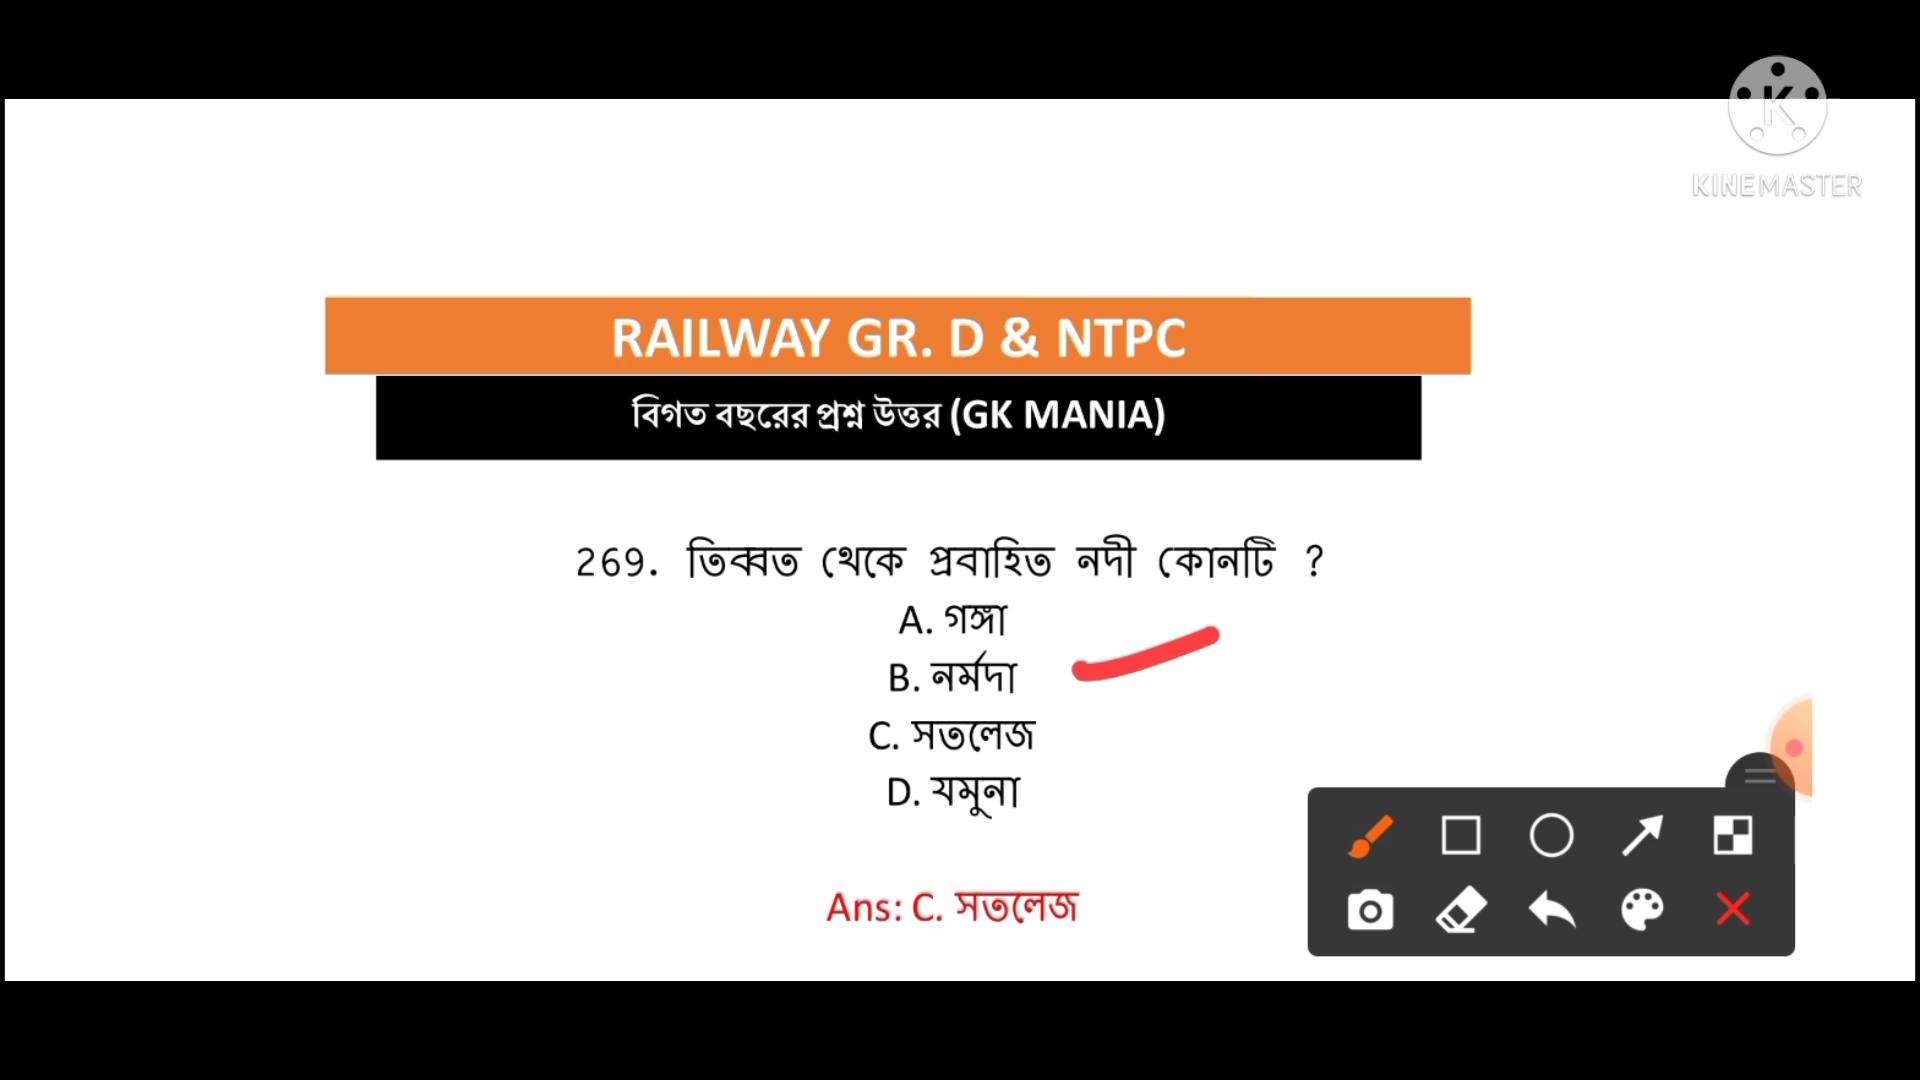 K
KINEMASTER
RAILWAY GR. D & NTPC
বিগত বছরের প্রশ্ন উত্তর (GK MANIA)
269. তিব্বত থেকে প্রবাহিত নদী কোনটি ?
A. গঙ্গা
B. নর্মদা
C. সতলেজ
D. যমুনা
Ans: C. সতলেজ